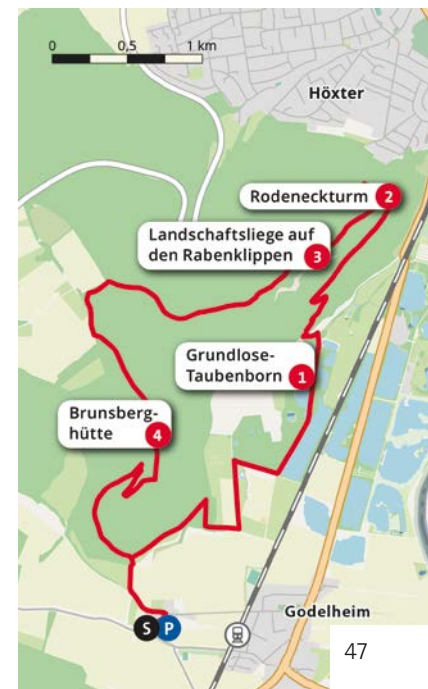 0 0,5 1 km
Höxter
Rodeneckturm 2
Landschaftsliege auf
den Rabenklippen 3
Grundlose-
Taubenborn 1
Brunsberg-
hütte 4
Godelheim
S P
47